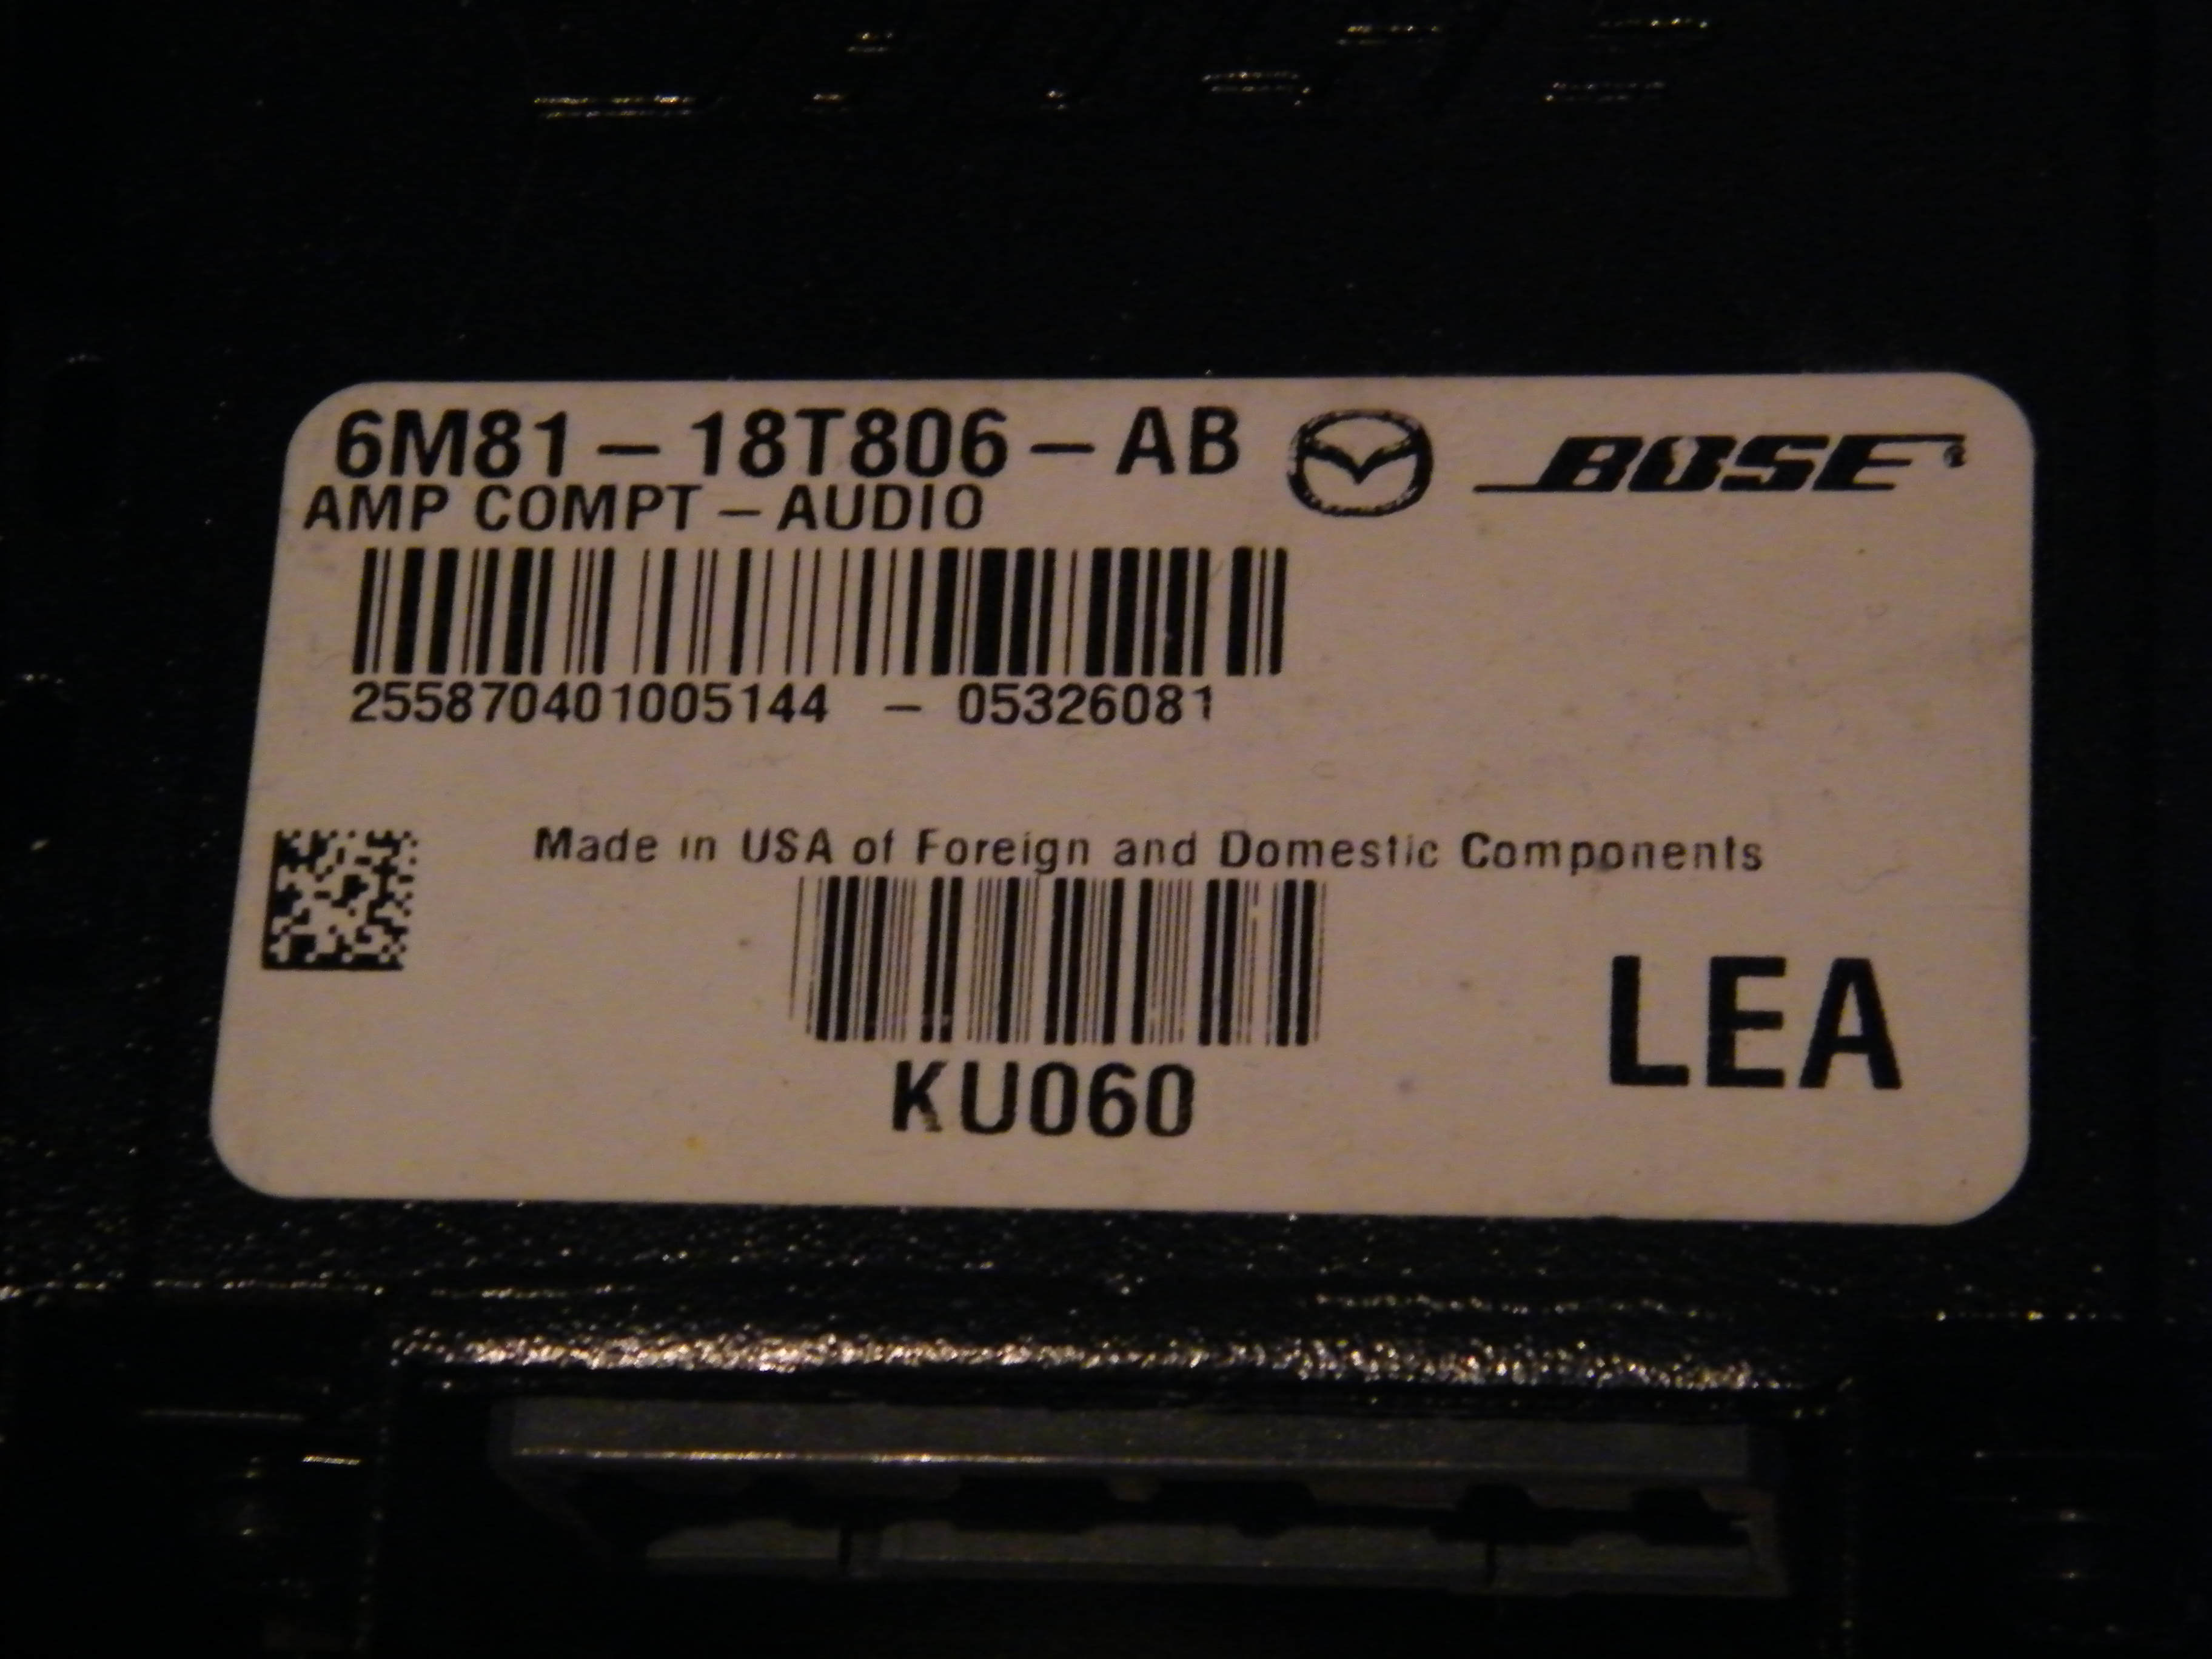 6M81-18T806-AB BOSE
AMP COMPT-AUDIO
255870401005144 - 05326081
Made in USA of Foreign and Domestic Components
KU060
LEA